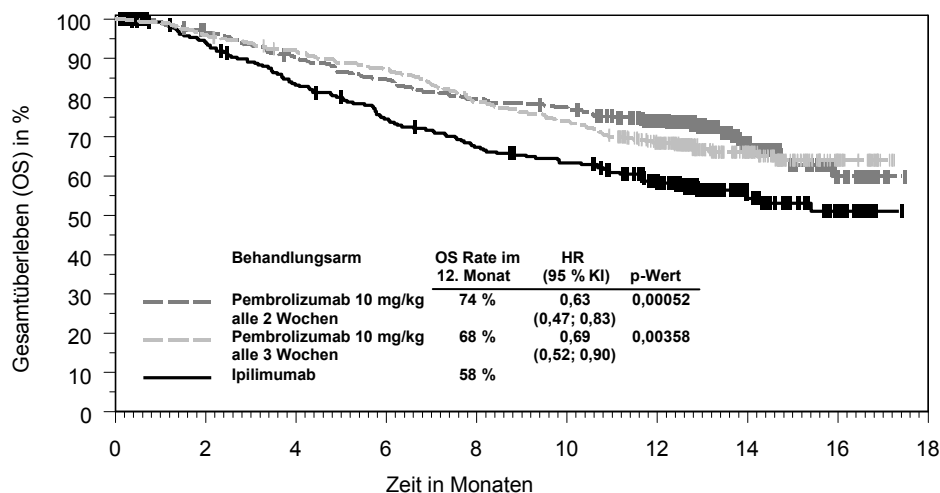 Gesamtüberleben (OS) in %
100
90
80
70
60
50
40
30
20
10
0
Behandlungsarm OS Rate im HR
12. Monat (95 % KI) p-Wert
Pembrolizumab 10 mg/kg 74 % 0,63 0,00052
alle 2 Wochen (0,47; 0,83)
Pembrolizumab 10 mg/kg 68 % 0,69 0,00358
alle 3 Wochen (0,52; 0,90)
Ipilimumab 58 %
0 2 4 6 8 10 12 14 16 18
Zeit in Monaten